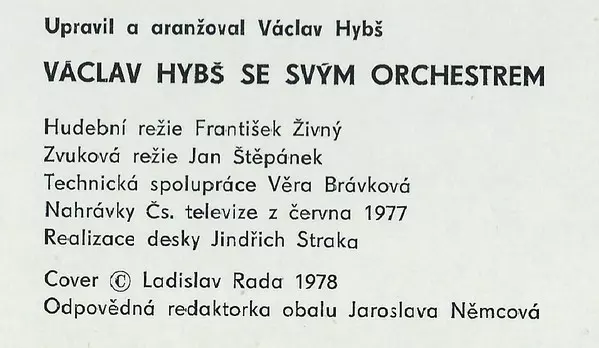 Upravil a aranžoval Václav Hybš
VÁCLAV HYBŠ SE SVÝM ORCHESTREM
Hudební režie František Živný
Zvuková režie Jan Štěpánek
Technická spolupráce Věra Brávková
Nahrávky Čs. televize z června 1977
Realizace desky Jindřich Straka
Cover © Ladislav Rada 1978
Odpovědná redaktorka obalu Jaroslava Němcová